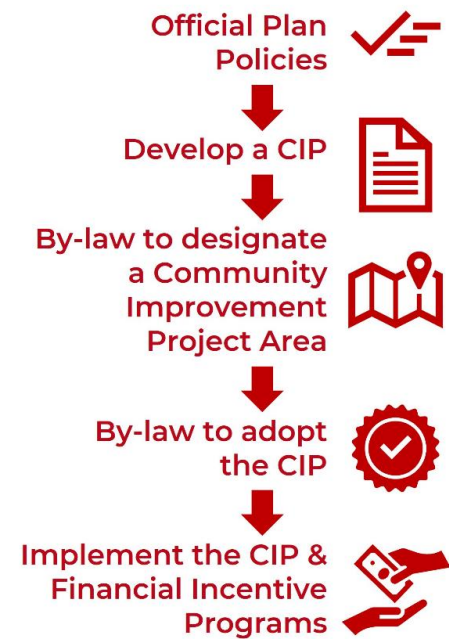 Official Plan
Policies
Develop a CIP
By-law to designate
a Community
Improvement
Project Area
By-law to adopt
the CIP
Implement the CIP &
Financial Incentive
Programs